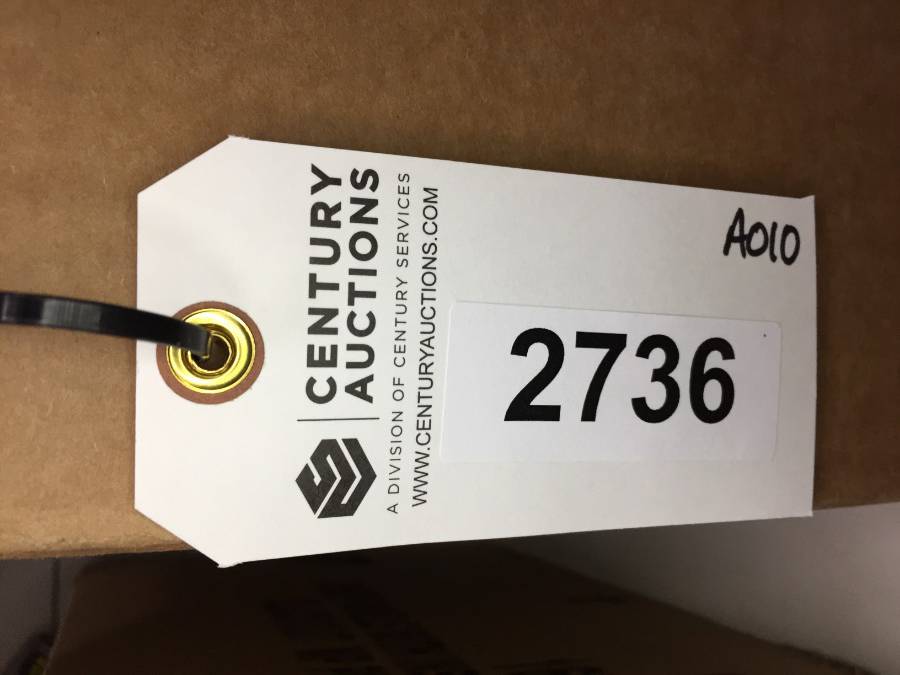 CENTURY
AUCTIONS
A DIVISION OF CENTURY SERVICES
WWW.CENTURYAUCTIONS.COM
A010
2736